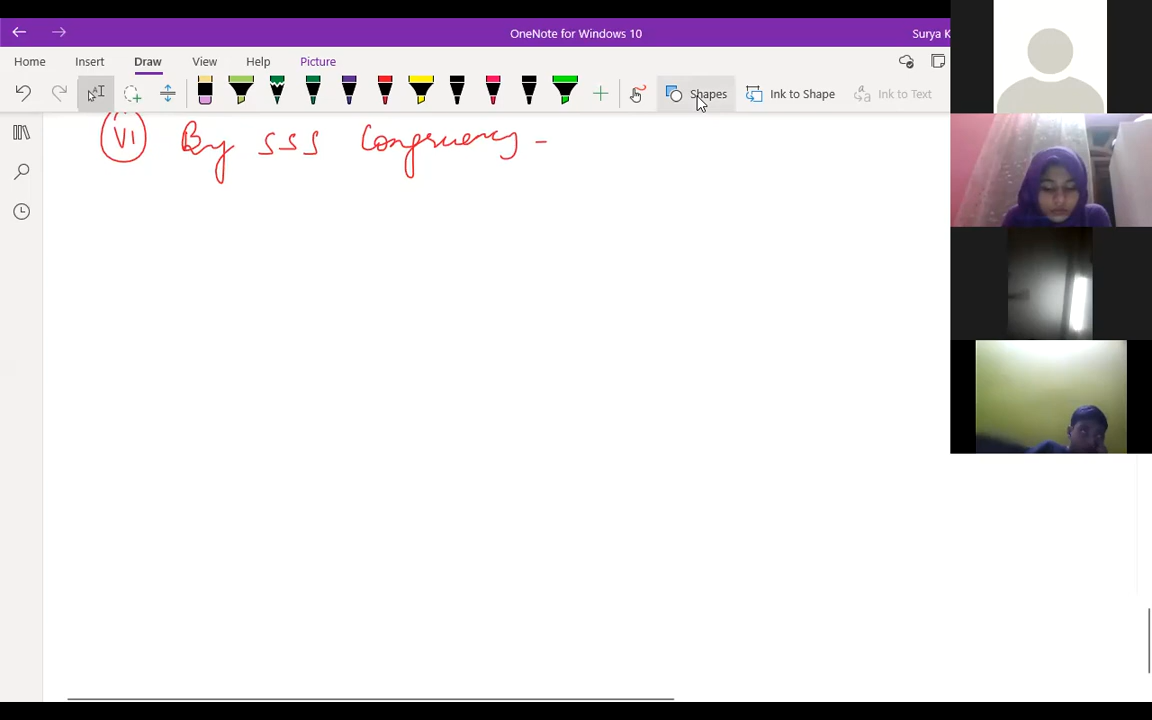 OneNote for Windows 10
Surya K
Home Insert Draw View Help Picture
Shapes Ink to Shape Ink to Text
(VI) By SSS Congruency -